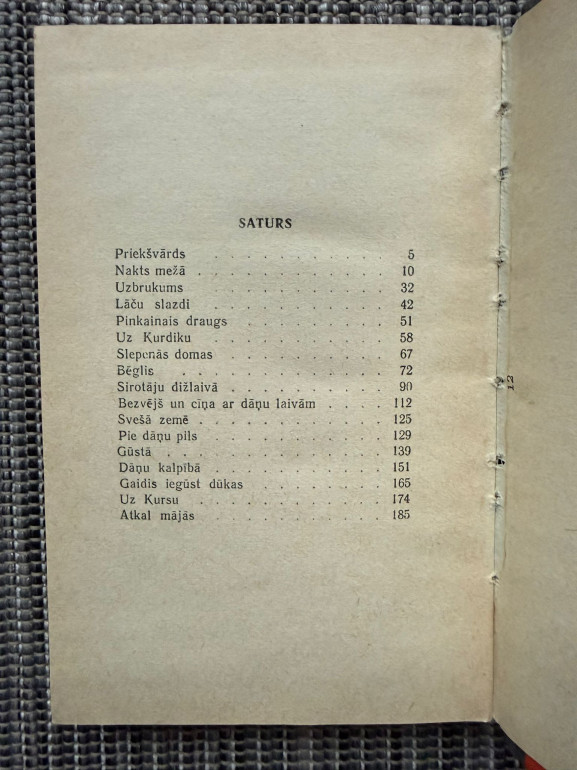 SATURS
Priekšvārds . . . . . . . . . . . 5
Nakts mežā . . . . . . . . . . . . 10
Uzbrukums . . . . . . . . . . . 32
Lāču slazdi . . . . . . . . . . . 42
Pinkainais draugs . . . . . . . . . 51
Uz Kurdiku . . . . . . . . . . . 58
Slepenās domas . . . . . . . . . . 67
Bēglis . . . . . . . . . . . . . 72
Sirotāju dižlaivā . . . . . . . . . . 90
Bezvējš un cīņa ar dāņu laivām . . . . 112
Svešā zemē . . . . . . . . . . . . 125
Pie dāņu pils . . . . . . . . . . . 129
Gūstā . . . . . . . . . . . . . . 139
Dāņu kalpībā . . . . . . . . . . . 151
Gaidis iegūst dūkas . . . . . . . . 165
Uz Kursu . . . . . . . . . . . . 174
Atkal mājās . . . . . . . . . . . 185
12